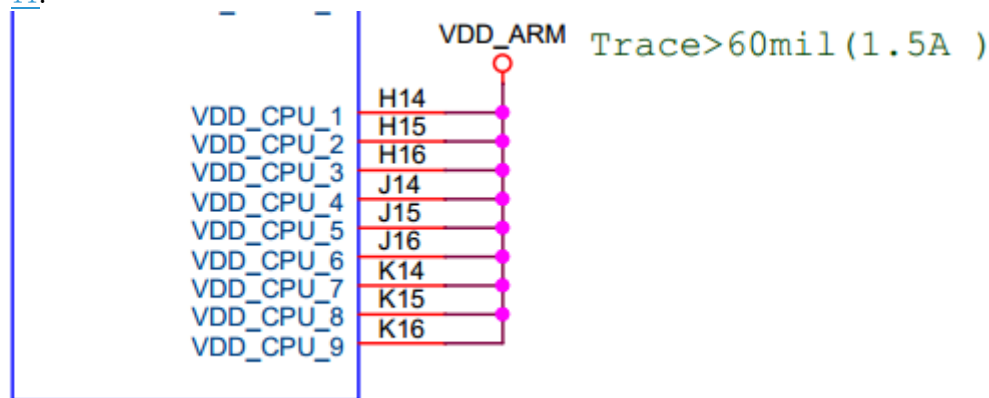 VDD_ARM Trace>60mil(1.5A )
VDD_CPU_1 H14
VDD_CPU_2 H15
VDD_CPU_3 H16
VDD_CPU_4 J14
VDD_CPU_5 J15
VDD_CPU_6 J16
VDD_CPU_7 K14
VDD_CPU_8 K15
VDD_CPU_9 K16